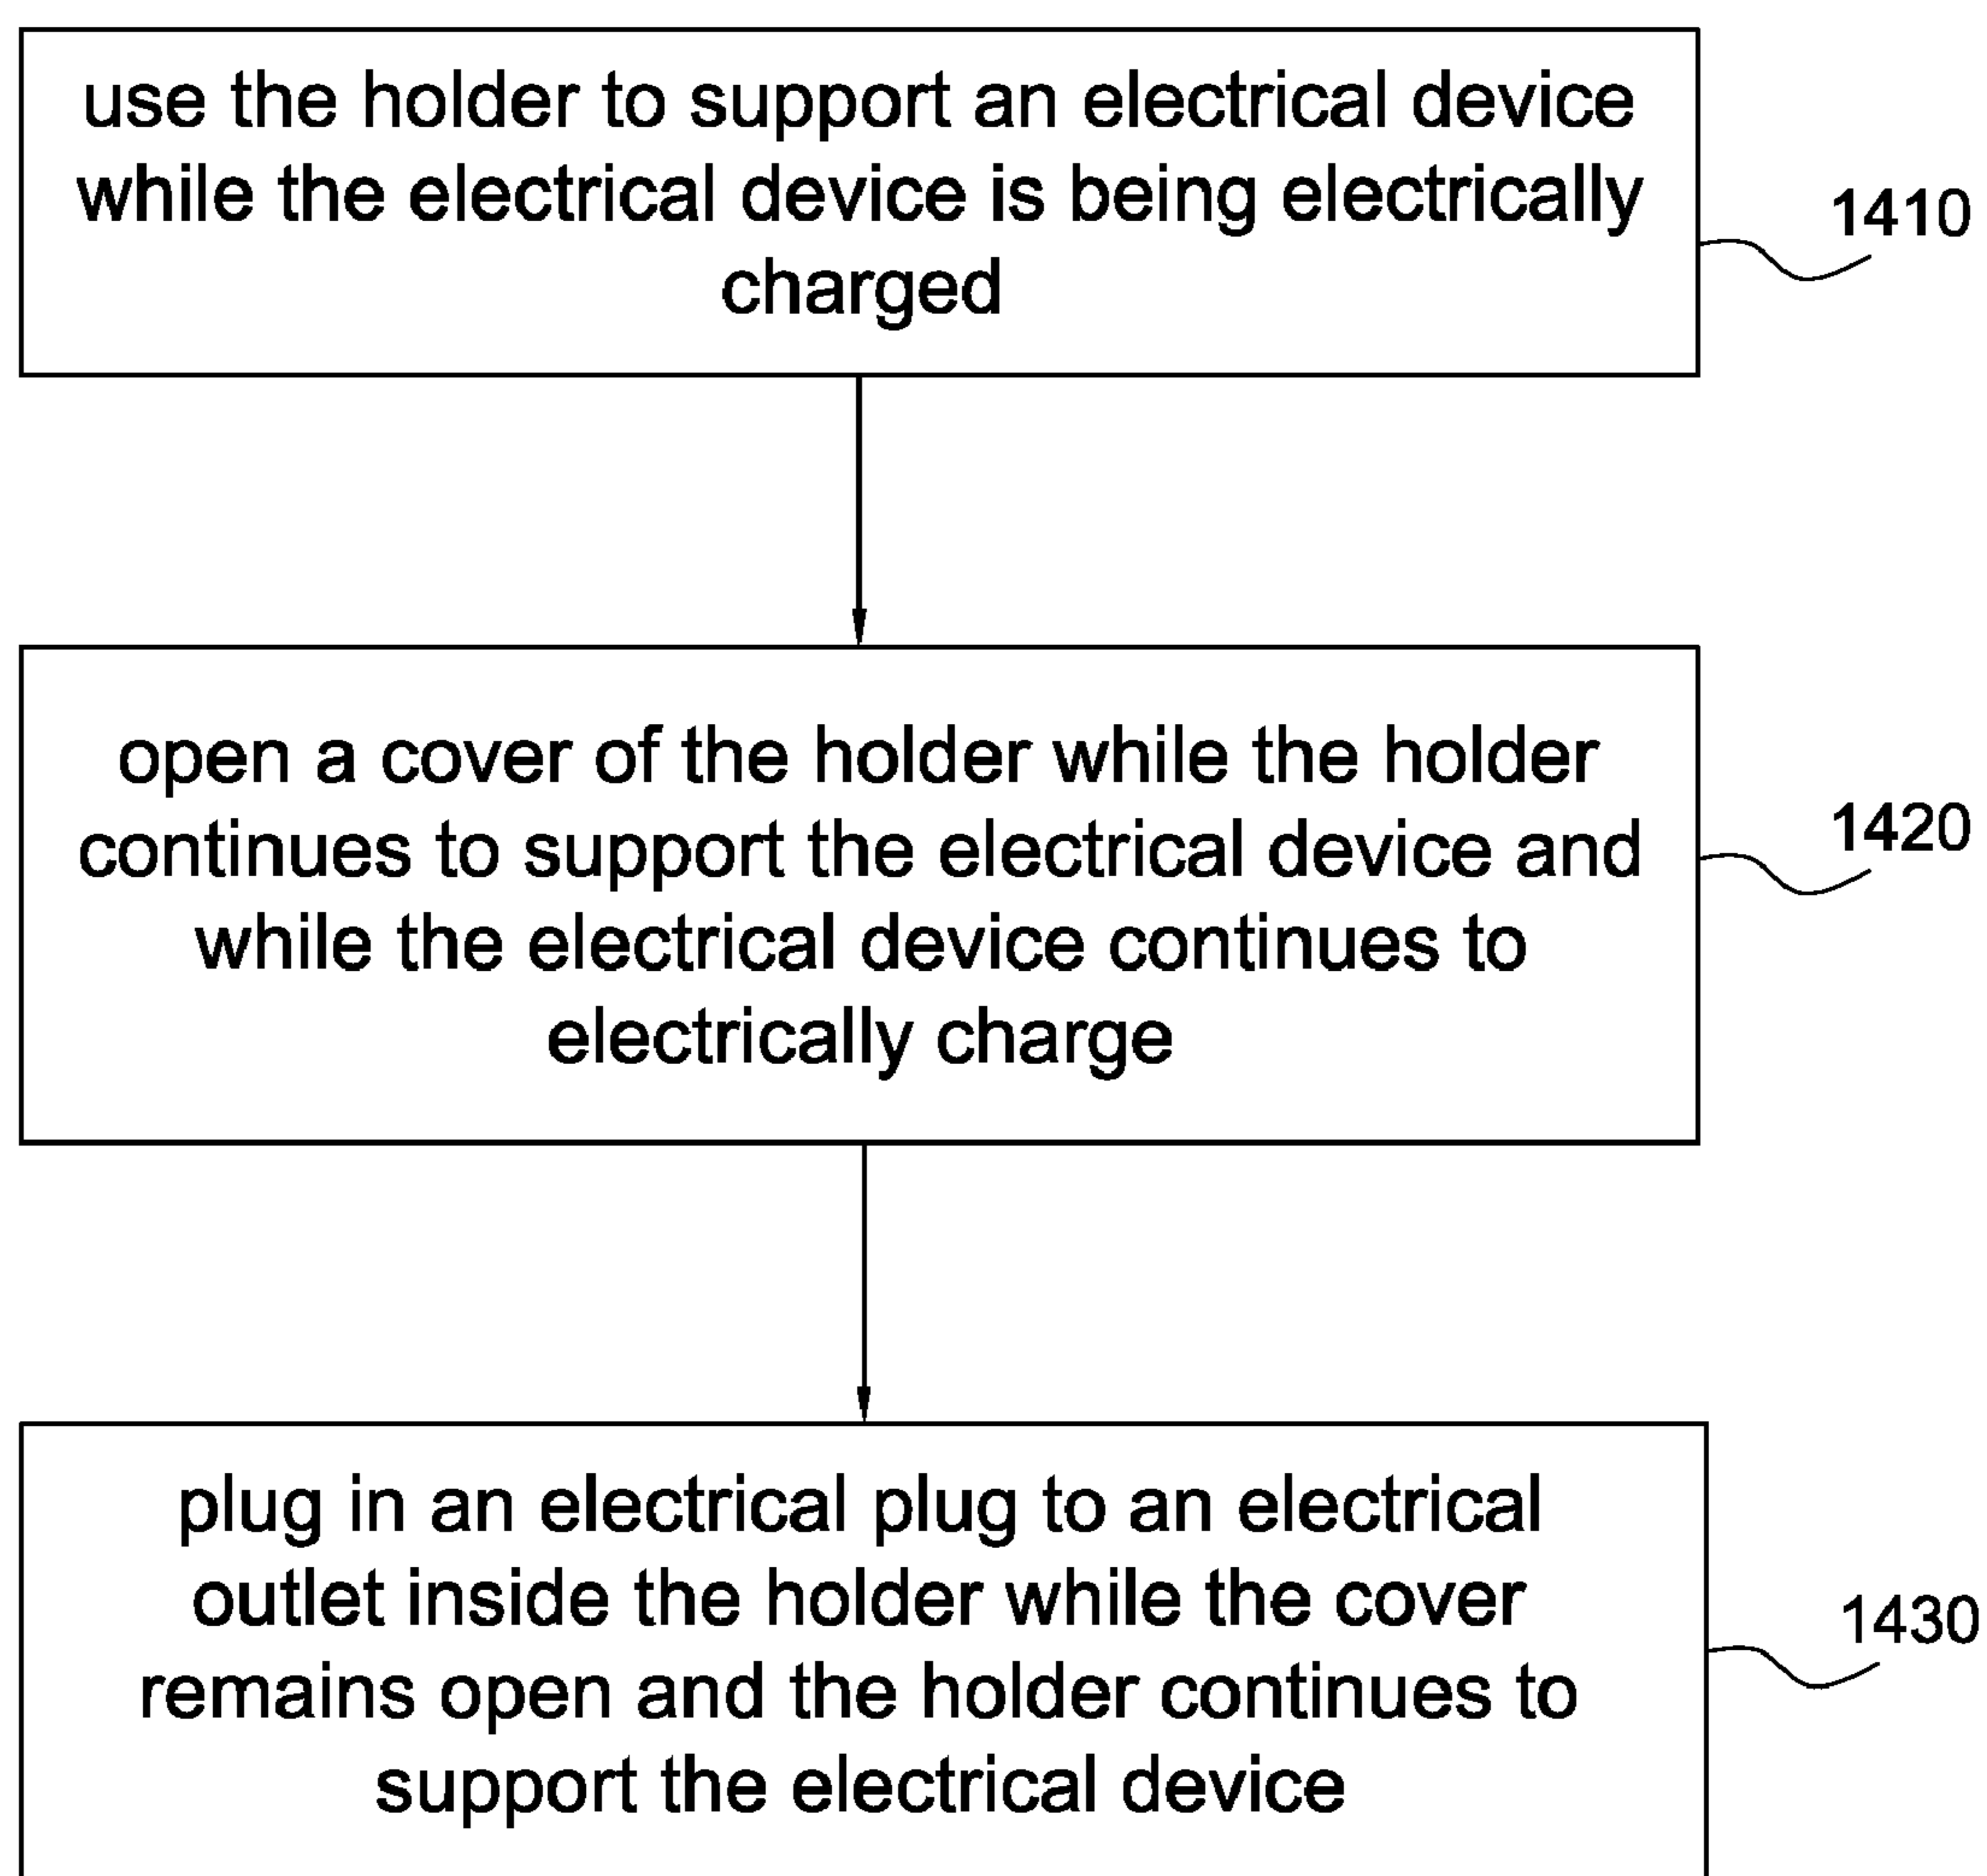 use the holder to support an electrical device
while the electrical device is being electrically
charged
1410
open a cover of the holder while the holder
continues to support the electrical device and
while the electrical device continues to
electrically charge
1420
plug in an electrical plug to an electrical
outlet inside the holder while the cover
remains open and the holder continues to
support the electrical device
1430